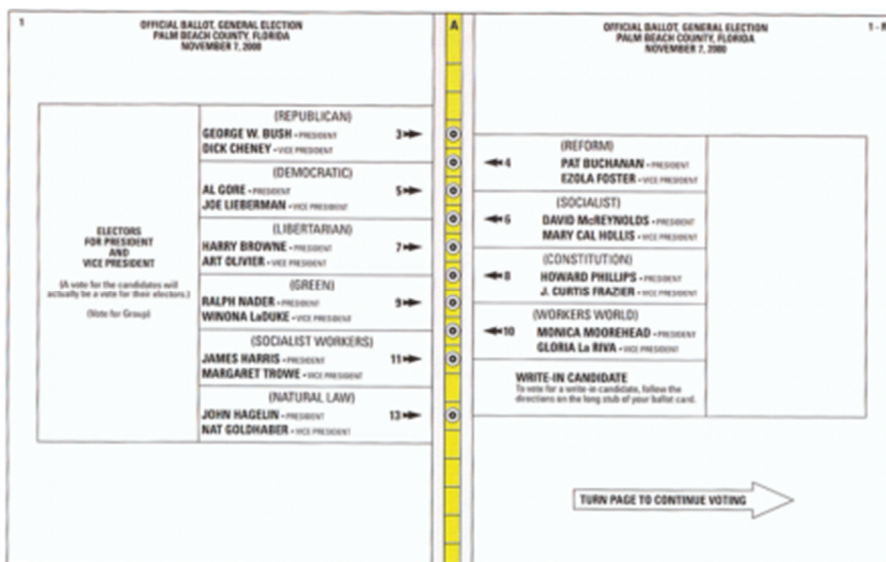 1
OFFICIAL BALLOT, GENERAL ELECTION
PALM BEACH COUNTY, FLORIDA
NOVEMBER 7, 2000
ELECTORS
FOR PRESIDENT
AND
VICE PRESIDENT
(A vote for the candidates will
actually be a vote for their electors.)
(Vote for Group)
(REPUBLICAN)
GEORGE W. BUSH - PRESIDENT 3
DICK CHENEY - VICE PRESIDENT
(DEMOCRATIC)
AL GORE - PRESIDENT 5
JOE LIEBERMAN - VICE PRESIDENT
(LIBERTARIAN)
HARRY BROWNE - PRESIDENT 7
ART OLIVIER - VICE PRESIDENT
(GREEN)
RALPH NADER - PRESIDENT 9
WINONA LaDUKE - VICE PRESIDENT
(SOCIALIST WORKERS)
JAMES HARRIS - PRESIDENT 11
MARGARET TROWE - VICE PRESIDENT
(NATURAL LAW)
JOHN HAGELIN - PRESIDENT 13
NAT GOLDHABER - VICE PRESIDENT
A
OFFICIAL BALLOT, GENERAL ELECTION
PALM BEACH COUNTY, FLORIDA
NOVEMBER 7, 2000
(REFORM)
4 PAT BUCHANAN - PRESIDENT
EZOLA FOSTER - VICE PRESIDENT
(SOCIALIST)
6 DAVID McREYNOLDS - PRESIDENT
MARY CAL HOLLIS - VICE PRESIDENT
(CONSTITUTION)
8 HOWARD PHILLIPS - PRESIDENT
J. CURTIS FRAZIER - VICE PRESIDENT
(WORKERS WORLD)
10 MONICA MOOREHEAD - PRESIDENT
GLORIA La RIVA - VICE PRESIDENT
WRITE-IN CANDIDATE
To vote for a write-in candidate, follow the
directions on the long stub of your ballot card.
TURN PAGE TO CONTINUE VOTING